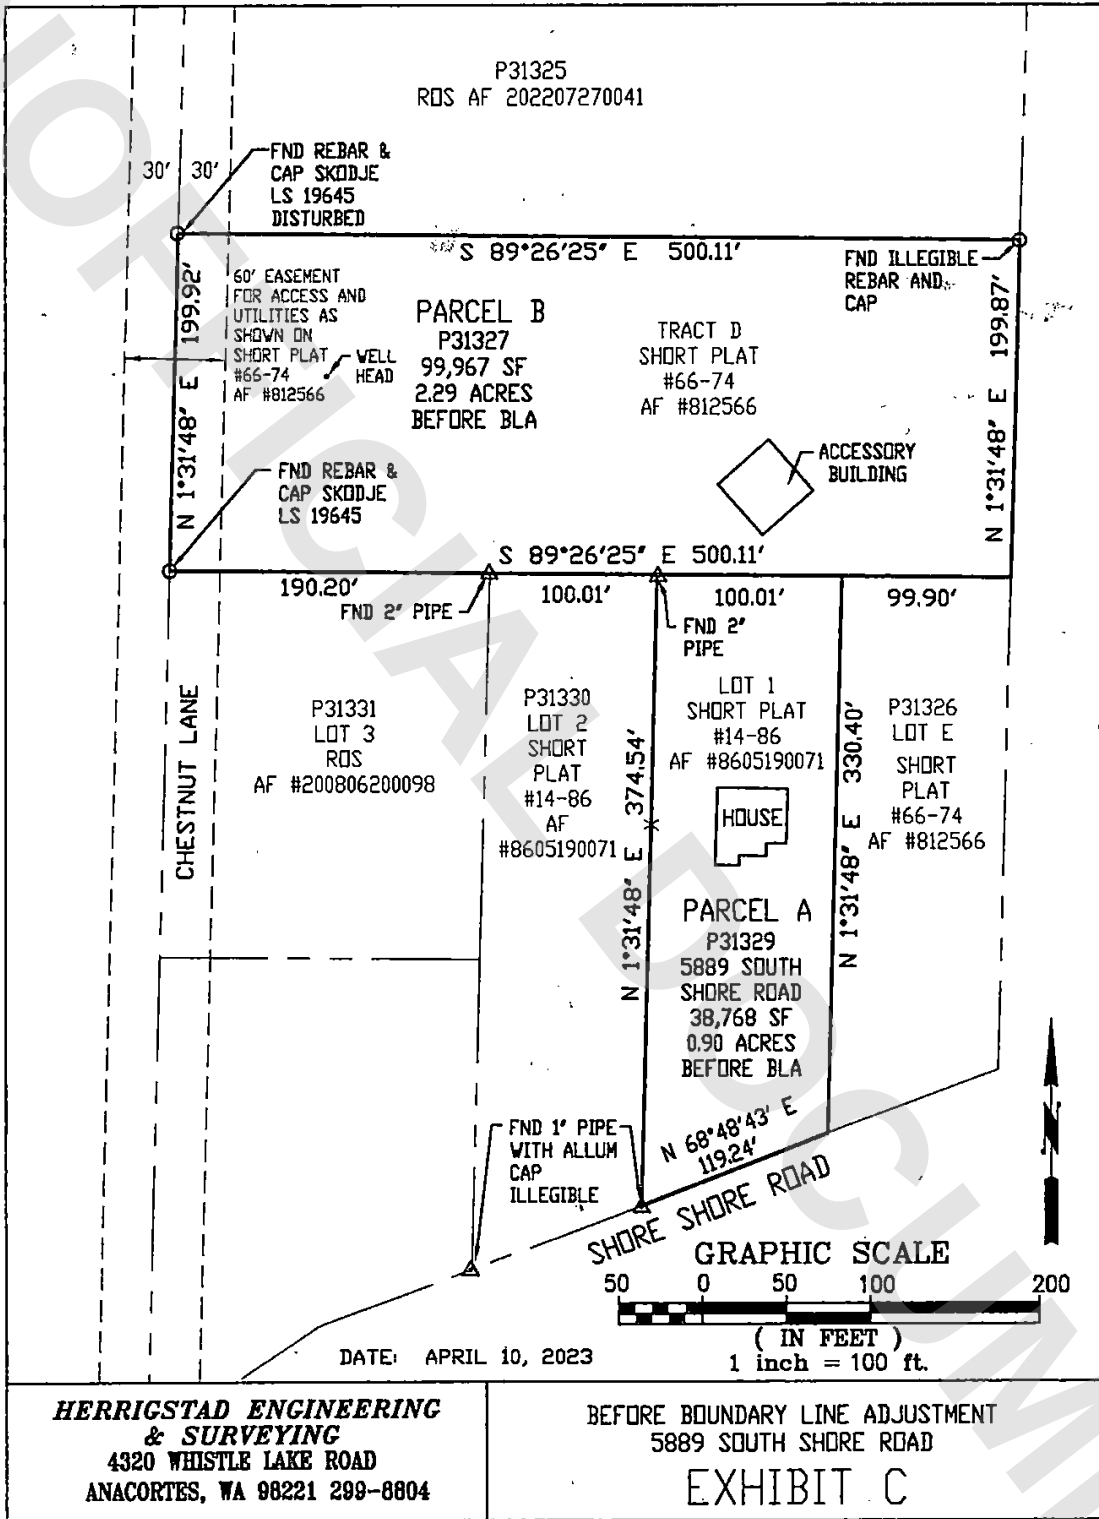 P31325
ROS AF 202207270041
30' 30'
FND REBAR &
CAP SKODJE
LS 19645
DISTURBED
S 89°26'25" E 500.11'
FND ILLEGIBLE
REBAR AND
CAP
N 1°31'48" E 199.92'
60' EASEMENT
FOR ACCESS AND
UTILITIES AS
SHOWN ON
SHORT PLAT
#66-74
AF #812566
WELL
HEAD
PARCEL B
P31327
99,967 SF
2.29 ACRES
BEFORE BLA
TRACT D
SHORT PLAT
#66-74
AF #812566
N 1°31'48" E 199.87'
ACCESSORY
BUILDING
FND REBAR &
CAP SKODJE
LS 19645
S 89°26'25" E 500.11'
190.20'
100.01'
100.01'
99.90'
FND 2" PIPE
FND 2"
PIPE
CHESTNUT LANE
P31331
LOT 3
ROS
AF #200806200098
P31330
LOT 2
SHORT
PLAT
#14-86
AF
#8605190071
N 1°31'48" E 374.54'
LOT 1
SHORT PLAT
#14-86
AF #8605190071
HOUSE
N 1°31'48" E 330.40'
P31326
LOT E
SHORT
PLAT
#66-74
AF #812566
PARCEL A
P31329
5889 SOUTH
SHORE ROAD
38,768 SF
0.90 ACRES
BEFORE BLA
FND 1" PIPE
WITH ALLUM
CAP
ILLEGIBLE
N 68°48'43" E
119.24'
SHORE SHORE ROAD
N
GRAPHIC SCALE
50 0 50 100 200
( IN FEET )
1 inch = 100 ft.
DATE: APRIL 10, 2023
HERRIGSTAD ENGINEERING
& SURVEYING
4320 WHISTLE LAKE ROAD
ANACORTES, WA 98221 299-8804
BEFORE BOUNDARY LINE ADJUSTMENT
5889 SOUTH SHORE ROAD
EXHIBIT C
OFFICIAL DOCUM